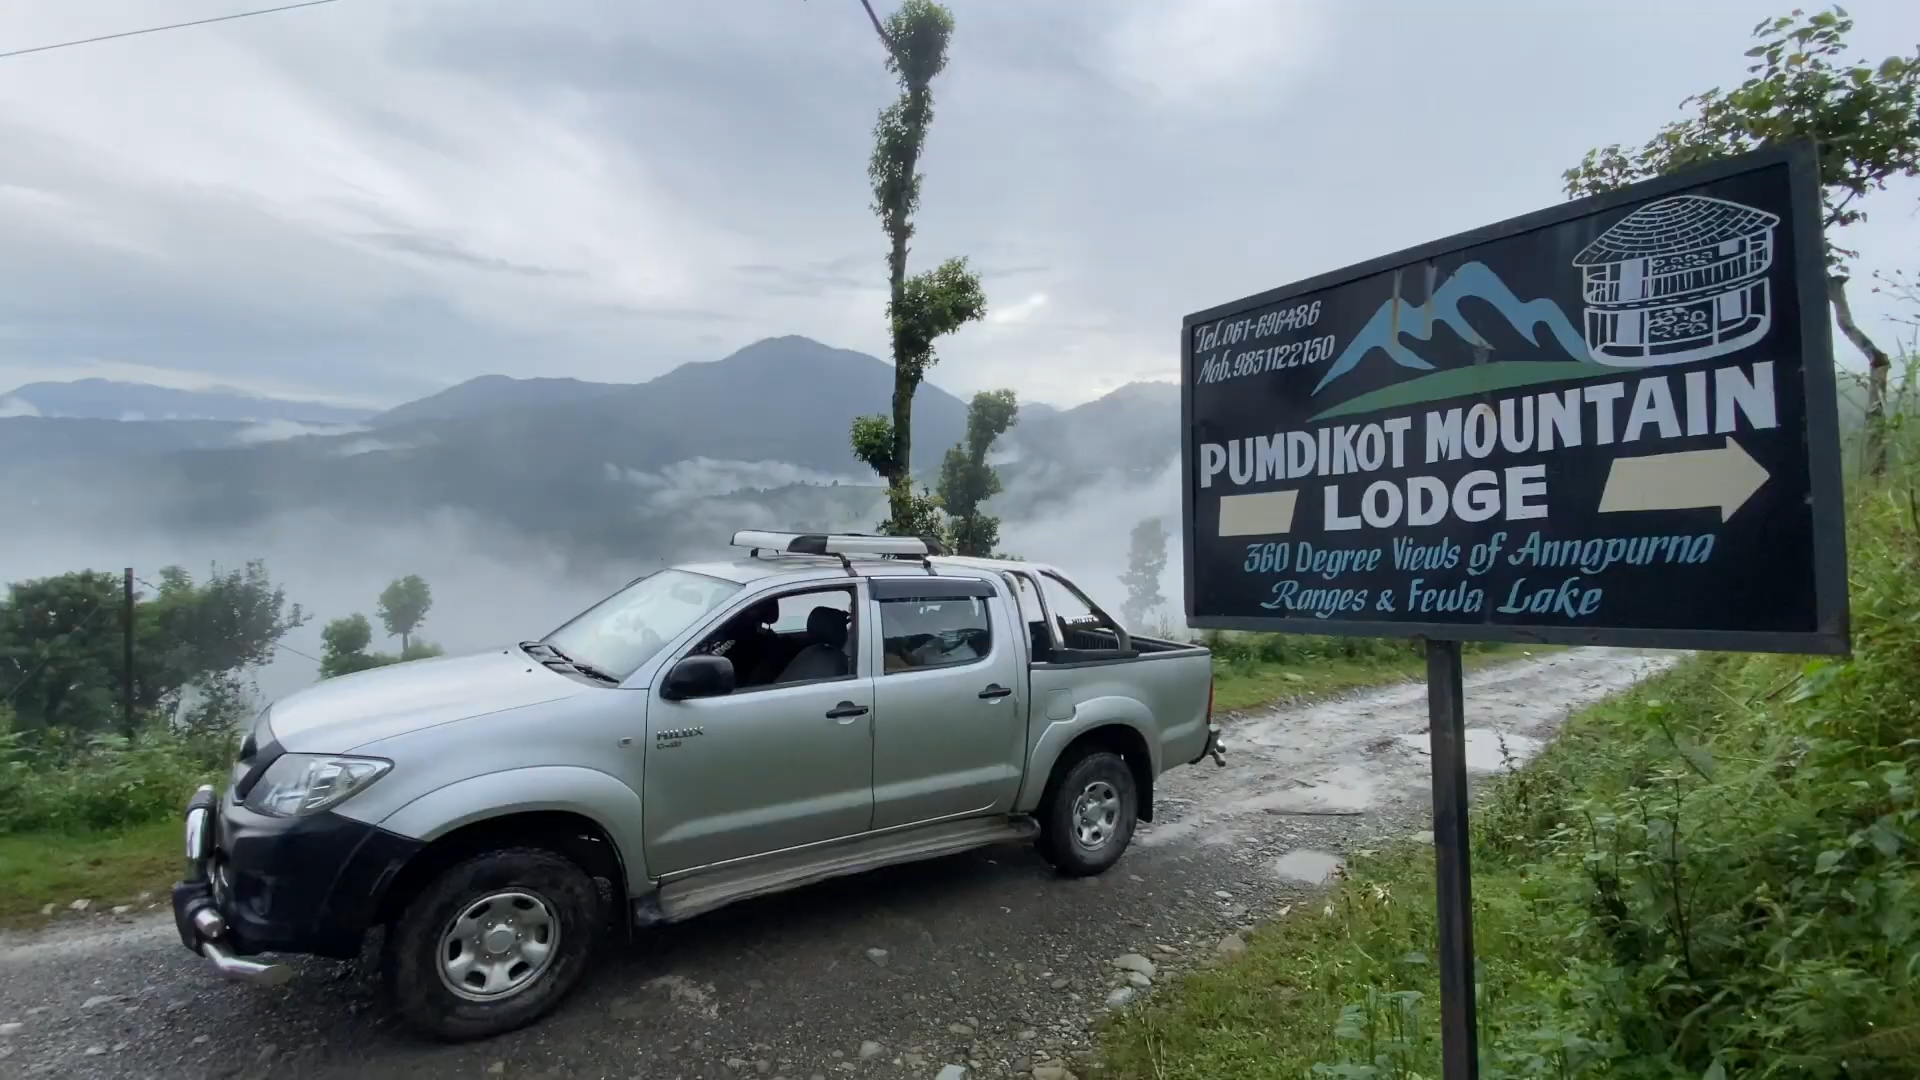 Tel.061-696486
Mob.9851122150
PUMDIKOT MOUNTAIN
LODGE
360 Degree Views of Annapurna
Ranges & Fewa Lake
HILUX